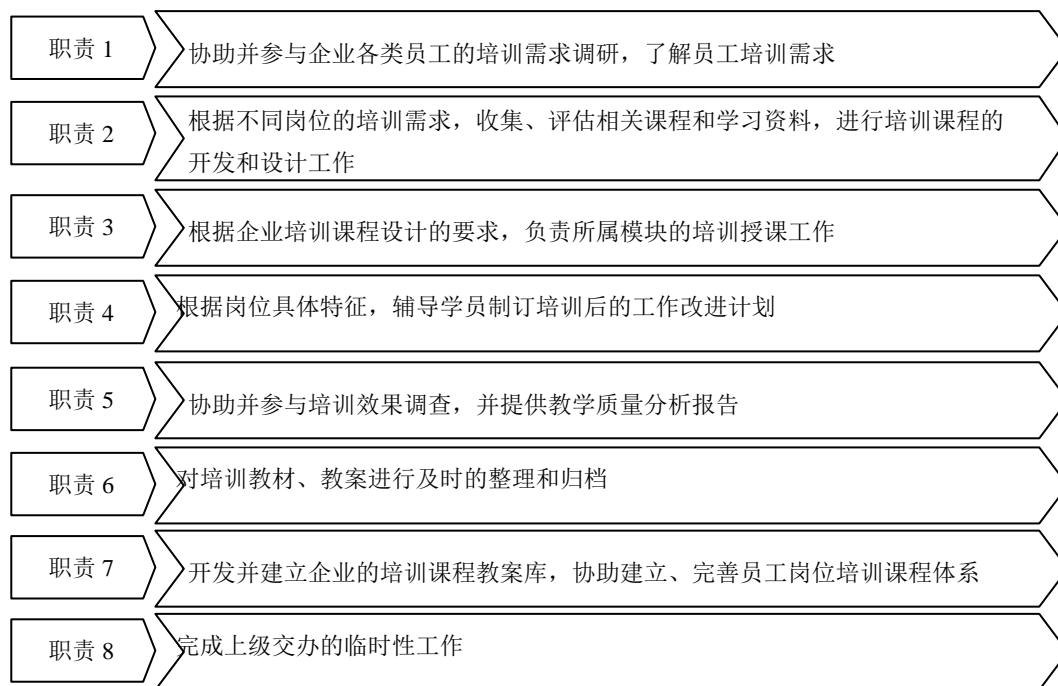 职责 1
协助并参与企业各类员工的培训需求调研，了解员工培训需求
职责 2
根据不同岗位的培训需求，收集、评估相关课程和学习资料，进行培训课程的
开发和设计工作
职责 3
根据企业培训课程设计的要求，负责所属模块的培训授课工作
职责 4
根据岗位具体特征，辅导学员制订培训后的工作改进计划
职责 5
协助并参与培训效果调查，并提供教学质量分析报告
职责 6
对培训教材、教案进行及时的整理和归档
职责 7
开发并建立企业的培训课程教案库，协助建立、完善员工岗位培训课程体系
职责 8
完成上级交办的临时性工作